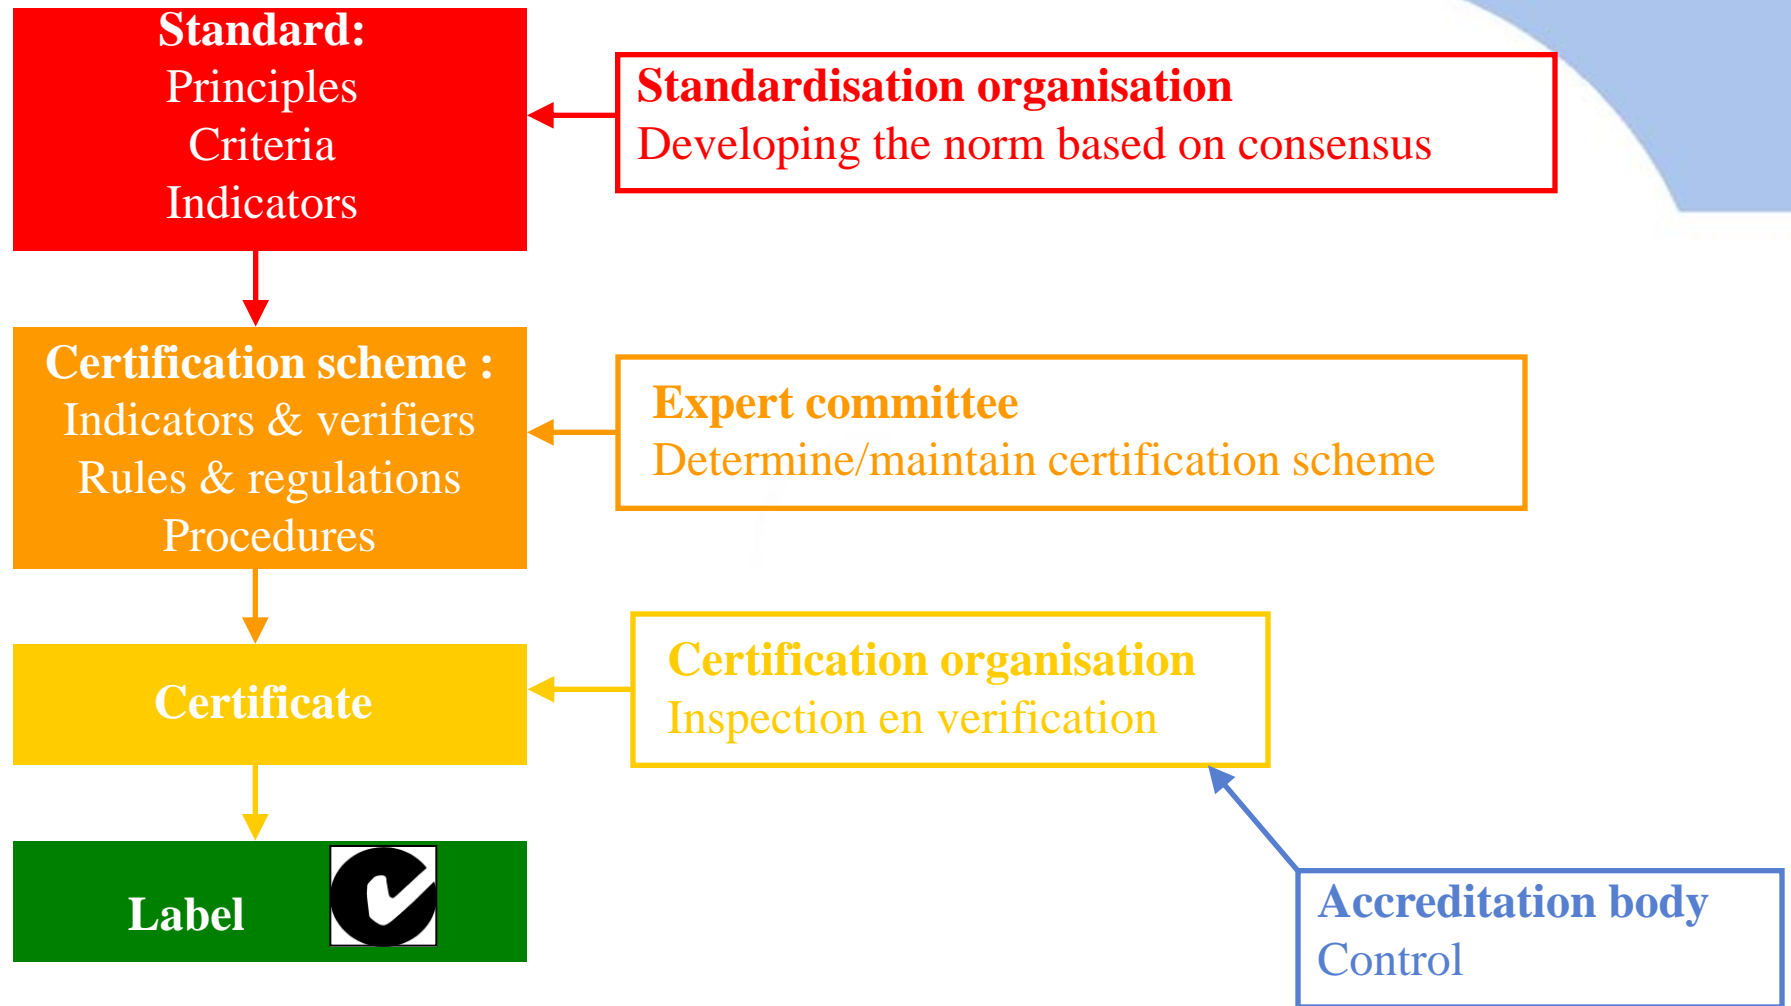 Standard:
Principles
Criteria
Indicators
Standardisation organisation
Developing the norm based on consensus
Certification scheme :
Indicators & verifiers
Rules & regulations
Procedures
Expert committee
Determine/maintain certification scheme
Certificate
Certification organisation
Inspection en verification
Label
Accreditation body
Control